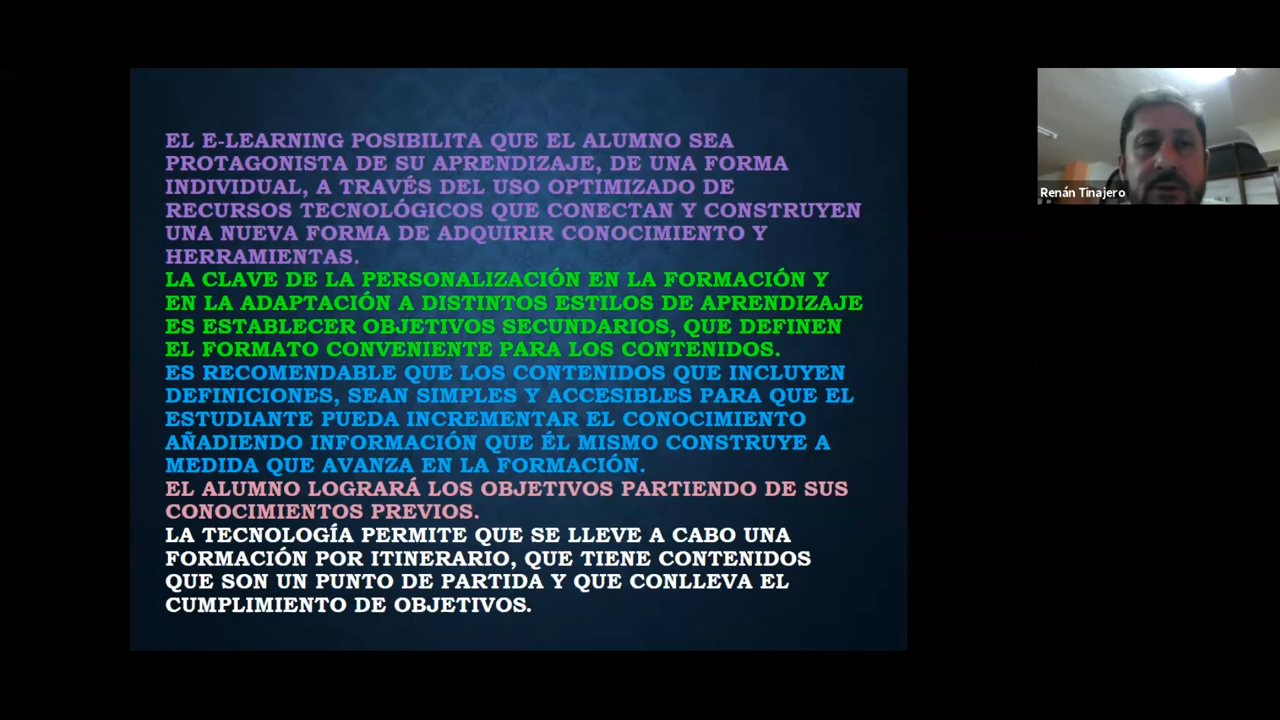 EL E-LEARNING POSIBILITA QUE EL ALUMNO SEA
PROTAGONISTA DE SU APRENDIZAJE, DE UNA FORMA
INDIVIDUAL, A TRAVÉS DEL USO OPTIMIZADO DE
RECURSOS TECNOLÓGICOS QUE CONECTAN Y CONSTRUYEN
UNA NUEVA FORMA DE ADQUIRIR CONOCIMIENTO Y
HERRAMIENTAS.
LA CLAVE DE LA PERSONALIZACIÓN EN LA FORMACIÓN Y
EN LA ADAPTACIÓN A DISTINTOS ESTILOS DE APRENDIZAJE
ES ESTABLECER OBJETIVOS SECUNDARIOS, QUE DEFINEN
EL FORMATO CONVENIENTE PARA LOS CONTENIDOS.
ES RECOMENDABLE QUE LOS CONTENIDOS QUE INCLUYEN
DEFINICIONES, SEAN SIMPLES Y ACCESIBLES PARA QUE EL
ESTUDIANTE PUEDA INCREMENTAR EL CONOCIMIENTO
AÑADIENDO INFORMACIÓN QUE ÉL MISMO CONSTRUYE A
MEDIDA QUE AVANZA EN LA FORMACIÓN.
EL ALUMNO LOGRARÁ LOS OBJETIVOS PARTIENDO DE SUS
CONOCIMIENTOS PREVIOS.
LA TECNOLOGÍA PERMITE QUE SE LLEVE A CABO UNA
FORMACIÓN POR ITINERARIO, QUE TIENE CONTENIDOS
QUE SON UN PUNTO DE PARTIDA Y QUE CONLLEVA EL
CUMPLIMIENTO DE OBJETIVOS.
Renán Tinajero